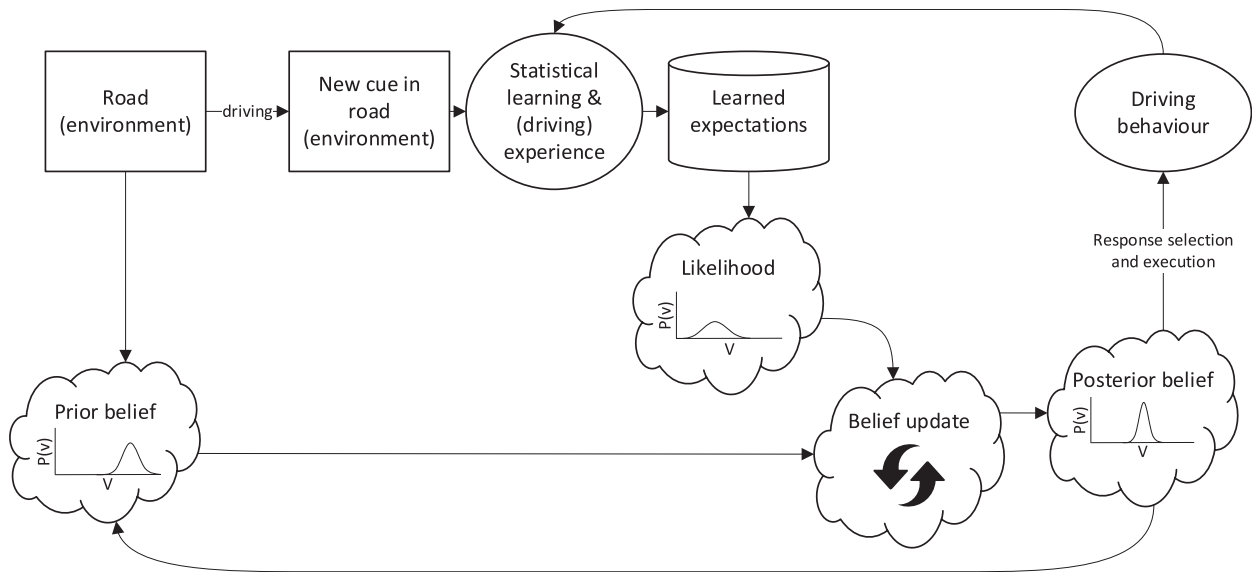 Road
(environment)
driving
New cue in
road
(environment)
Statistical
learning &
(driving)
experience
Learned
expectations
Driving
behaviour
Response selection
and execution
Likelihood
P(v)
V
Prior belief
P(v)
V
Belief update
Posterior belief
P(v)
V